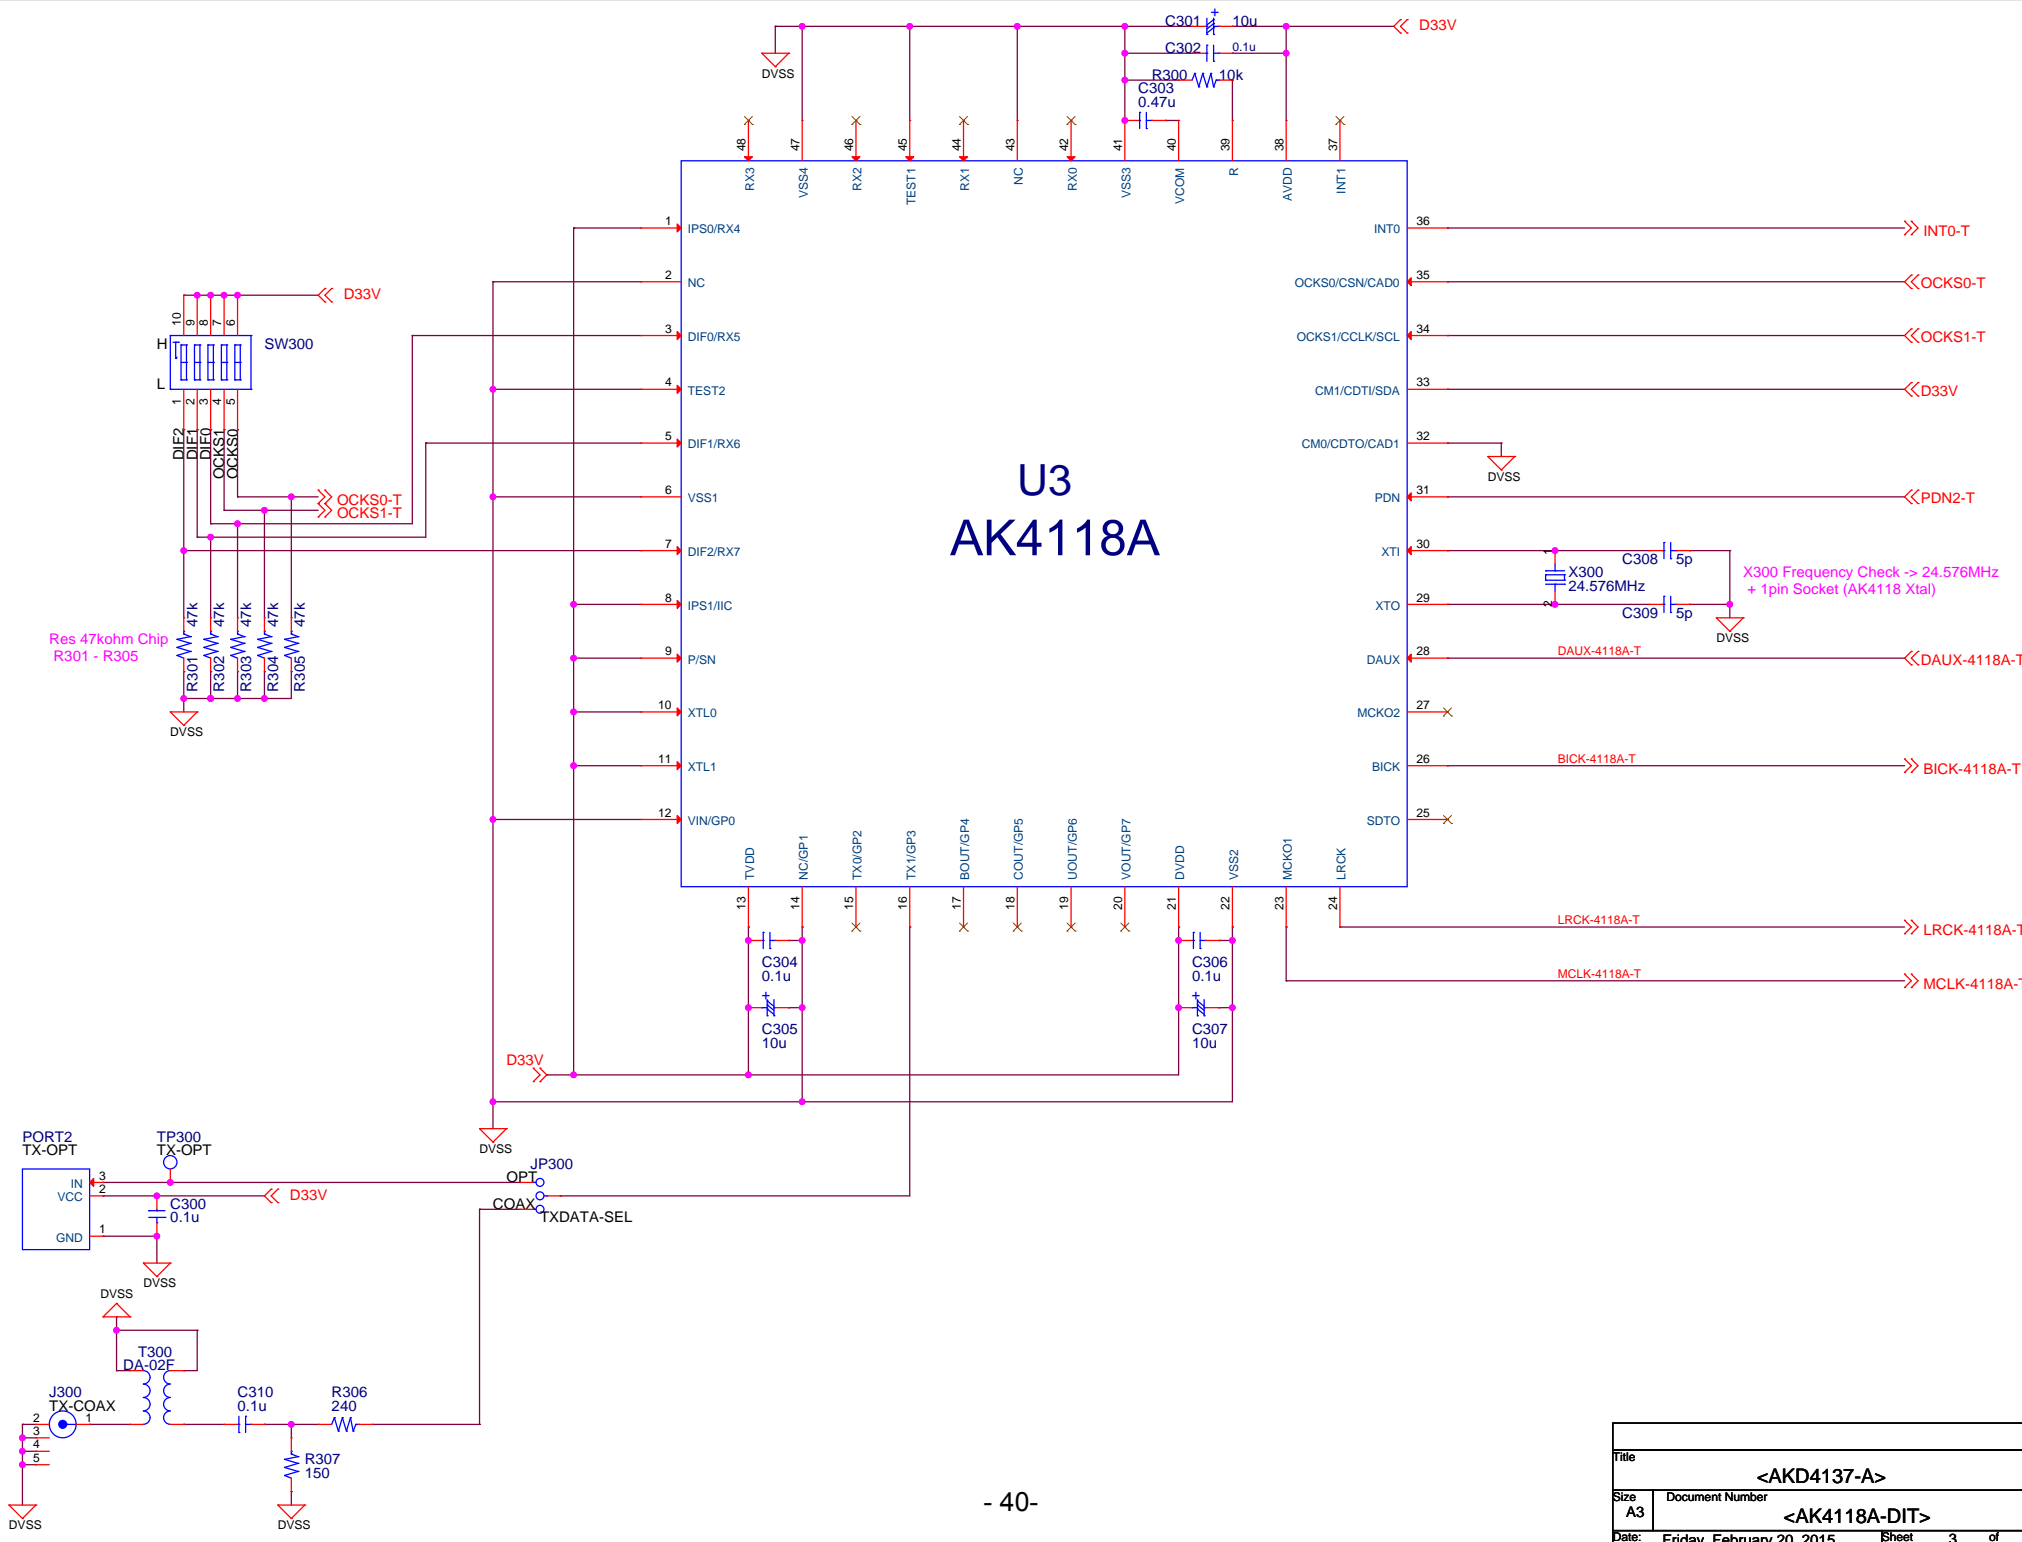 C301 10u
D33V
C302 0.1u
DVSS
R300 10k
C303
0.47u
48 47 46 45 44 43 42 41 40 39 38 37
RX3 VSS4 RX2 TEST1 RX1 NC RX0 VSS3 VCOM R AVDD INT1
1 IPS0/RX4
INT0 36
INT0-T
2 NC
OCKS0/CSN/CAD0 35
OCKS0-T
D33V
10 9 8 7 6
H
L
SW300
3 DIF0/RX5
OCKS1/CCLK/SCL 34
OCKS1-T
4 TEST2
CM1/CDTI/SDA 33
D33V
1 2 3 4 5
DIF2 DIF1 DIF0 OCKS1 OCKS0
5 DIF1/RX6
CM0/CDTO/CAD1 32
DVSS
U3
AK4118A
6 VSS1
PDN 31
PDN2-T
OCKS0-T
OCKS1-T
7 DIF2/RX7
XTI 30
C308 5p
X300
24.576MHz
1
2
X300 Frequency Check -> 24.576MHz
+ 1pin Socket (AK4118 Xtal)
8 IPS1/IIC
XTO 29
C309 5p
DVSS
47k 47k 47k 47k 47k
Res 47kohm Chip
R301 - R305
R301 R302 R303 R304 R305
DVSS
9 P/SN
DAUX 28
DAUX-4118A-T
DAUX-4118A-T
10 XTL0
MCKO2 27
11 XTL1
BICK 26
BICK-4118A-T
BICK-4118A-T
12 VIN/GP0
SDTO 25
TVDD NC/GP1 TX0/GP2 TX1/GP3 BOUT/GP4 COUT/GP5 UOUT/GP6 VOUT/GP7 DVDD VSS2 MCKO1 LRCK
13 14 15 16 17 18 19 20 21 22 23 24
LRCK-4118A-T
LRCK-4118A-T
C304
0.1u
C306
0.1u
MCLK-4118A-T
MCLK-4118A-T
C305
10u
C307
10u
D33V
DVSS
PORT2
TX-OPT
TP300
TX-OPT
IN 3
VCC 2
GND 1
D33V
C300
0.1u
DVSS
JP300
OPT
COAX
TXDATA-SEL
DVSS
T300
DA-02F
J300
TX-COAX
2 1
3
4
5
DVSS
C310
0.1u
R306
240
R307
150
DVSS
- 40-
Title
<AKD4137-A>
Size
A3
Document Number
<AK4118A-DIT>
Date: Friday, February 20, 2015 Sheet 3 of